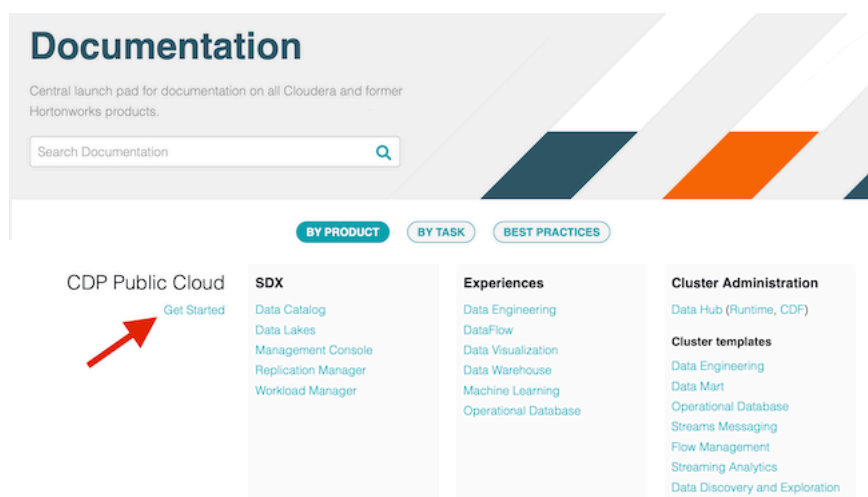 Documentation
Central launch pad for documentation on all Cloudera and former
Hortonworks products.
Search Documentation
BY PRODUCT
BY TASK
BEST PRACTICES
CDP Public Cloud
Get Started
SDX
Data Catalog
Data Lakes
Management Console
Replication Manager
Workload Manager
Experiences
Data Engineering
DataFlow
Data Visualization
Data Warehouse
Machine Learning
Operational Database
Cluster Administration
Data Hub (Runtime, CDF)
Cluster templates
Data Engineering
Data Mart
Operational Database
Streams Messaging
Flow Management
Streaming Analytics
Data Discovery and Exploration